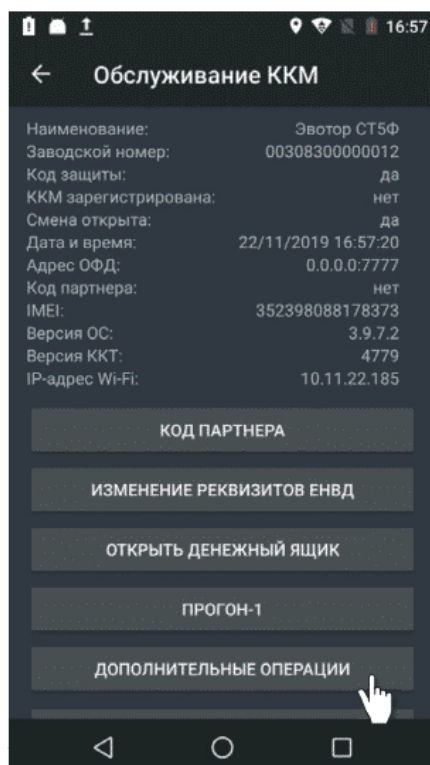 16:57
Обслуживание ККМ
Наименование: Эвотор СТ5Ф
Заводской номер: 00308300000012
Код защиты: да
ККМ зарегистрирована: нет
Смена открыта: да
Дата и время: 22/11/2019 16:57:20
Адрес ОФД: 0.0.0.0:7777
Код партнера: нет
IMEI: 352398088178373
Версия ОС: 3.9.7.2
Версия ККТ: 4779
IP-адрес Wi-Fi: 10.11.22.185
КОД ПАРТНЕРА
ИЗМЕНЕНИЕ РЕКВИЗИТОВ ЕНВД
ОТКРЫТЬ ДЕНЕЖНЫЙ ЯЩИК
ПРОГОН-1
ДОПОЛНИТЕЛЬНЫЕ ОПЕРАЦИИ